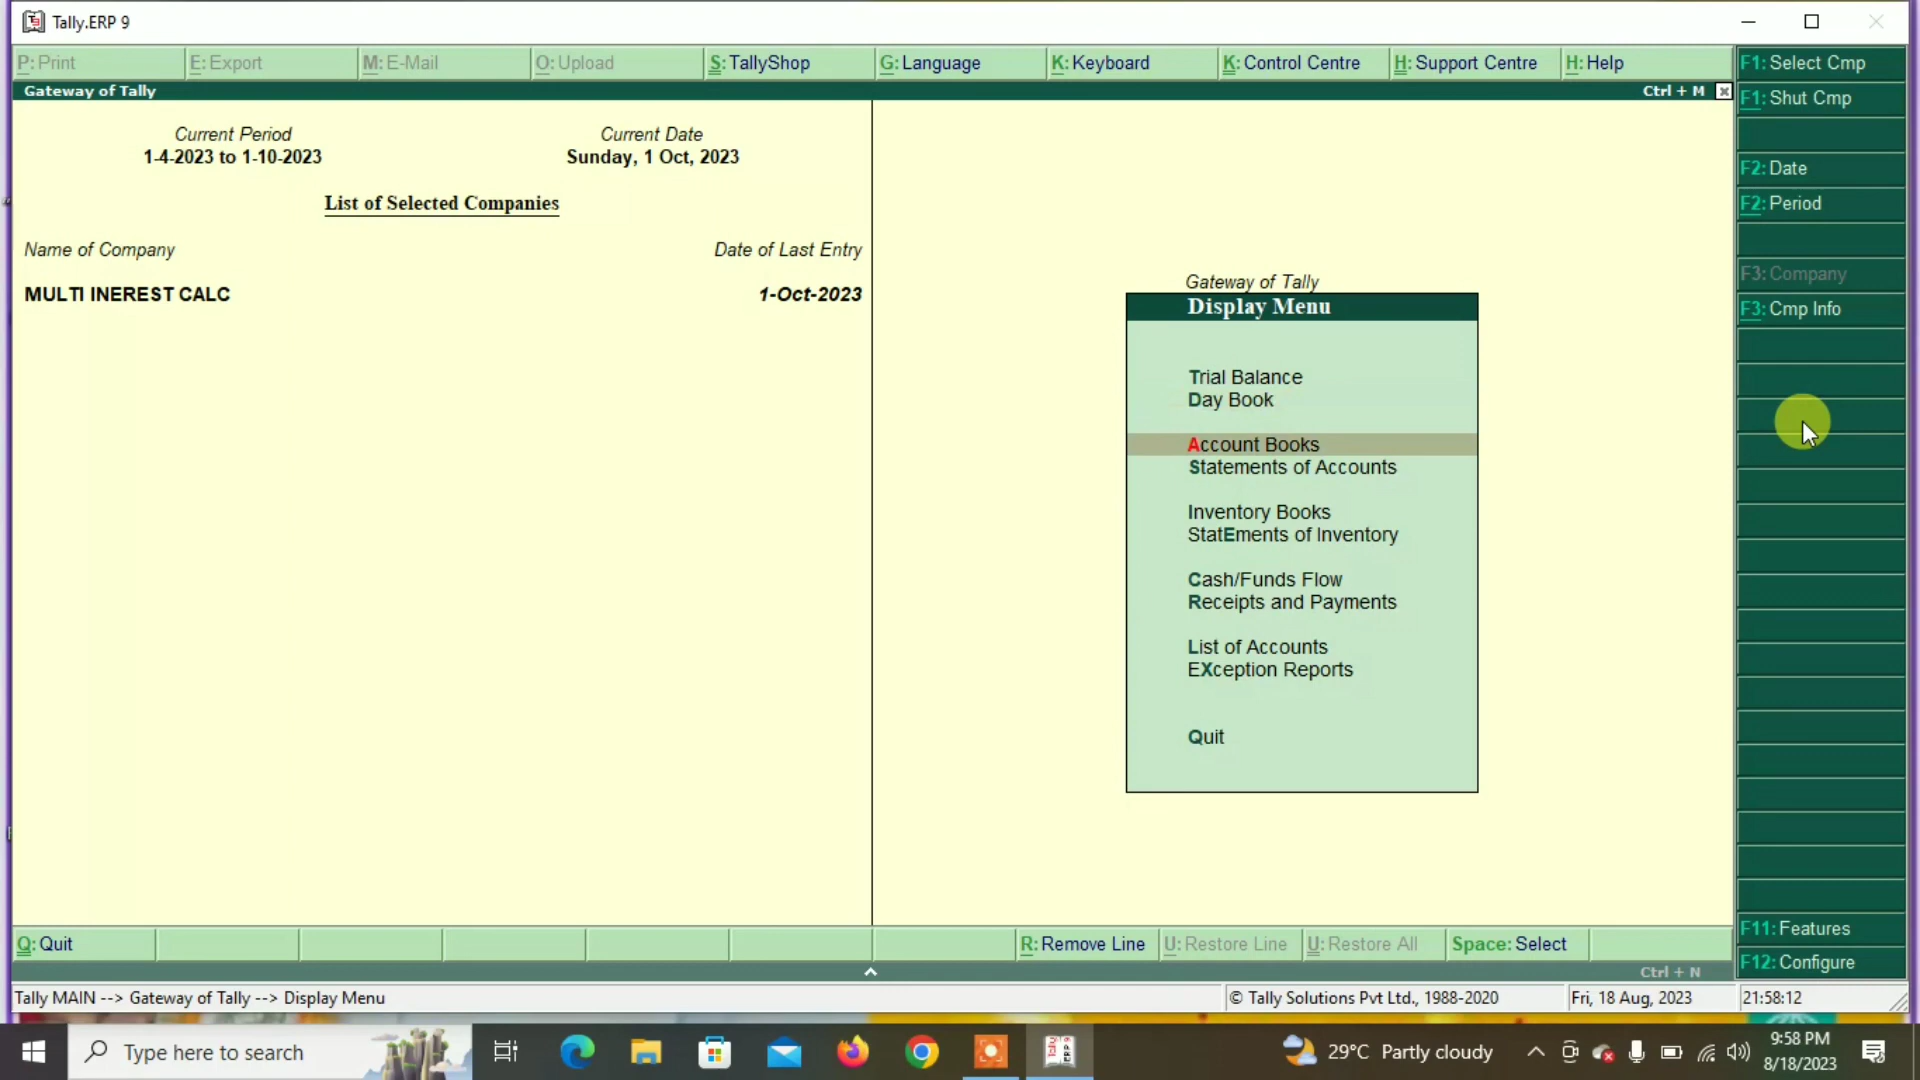 Tally.ERP 9
P: Print
E: Export
M: E-Mail
O: Upload
S: TallyShop
G: Language
K: Keyboard
K: Control Centre
H: Support Centre
H: Help
Gateway of Tally
Ctrl + M
Current Period
1-4-2023 to 1-10-2023
Current Date
Sunday, 1 Oct, 2023
List of Selected Companies
Name of Company
Date of Last Entry
MULTI INEREST CALC
1-Oct-2023
Gateway of Tally
Display Menu
Trial Balance
Day Book
Account Books
Statements of Accounts
Inventory Books
StatEments of Inventory
Cash/Funds Flow
Receipts and Payments
List of Accounts
EXception Reports
Quit
F1: Select Cmp
F1: Shut Cmp
F2: Date
F2: Period
F3: Company
F3: Cmp Info
F11: Features
F12: Configure
Q: Quit
R: Remove Line
U: Restore Line
U: Restore All
Space: Select
Ctrl + N
Tally MAIN --> Gateway of Tally --> Display Menu
© Tally Solutions Pvt Ltd., 1988-2020
Fri, 18 Aug, 2023
21:58:12
Type here to search
29°C Partly cloudy
9:58 PM
8/18/2023